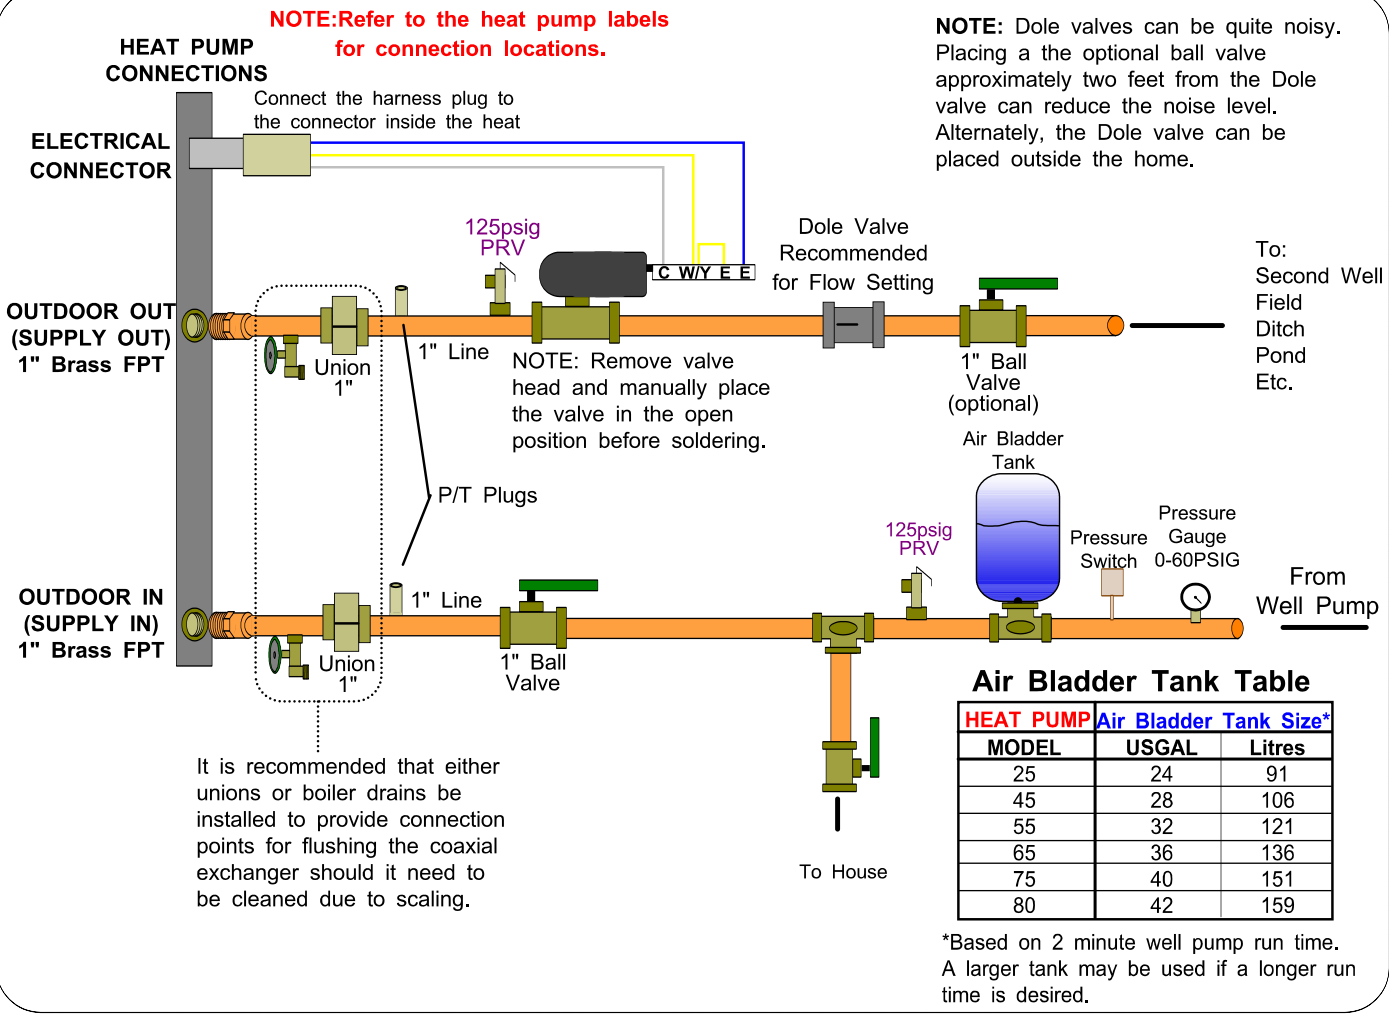 NOTE:Refer to the heat pump labels
for connection locations.
HEAT PUMP
CONNECTIONS
Connect the harness plug to
the connector inside the heat
ELECTRICAL
CONNECTOR
NOTE: Dole valves can be quite noisy.
Placing a the optional ball valve
approximately two feet from the Dole
valve can reduce the noise level.
Alternately, the Dole valve can be
placed outside the home.
125psig
PRV
C W/Y E E
Dole Valve
Recommended
for Flow Setting
To:
Second Well
Field
Ditch
Pond
Etc.
OUTDOOR OUT
(SUPPLY OUT)
1" Brass FPT
Union
1"
1" Line
NOTE: Remove valve
head and manually place
the valve in the open
position before soldering.
1" Ball
Valve
(optional)
Air Bladder
Tank
P/T Plugs
125psig
PRV
Pressure
Switch
Pressure
Gauge
0-60PSIG
From
Well Pump
OUTDOOR IN
(SUPPLY IN)
1" Brass FPT
Union
1"
1" Line
1" Ball
Valve
To House
It is recommended that either
unions or boiler drains be
installed to provide connection
points for flushing the coaxial
exchanger should it need to
be cleaned due to scaling.
Air Bladder Tank Table
HEAT PUMP Air Bladder Tank Size*
MODEL USGAL Litres
25 24 91
45 28 106
55 32 121
65 36 136
75 40 151
80 42 159
*Based on 2 minute well pump run time.
A larger tank may be used if a longer run
time is desired.